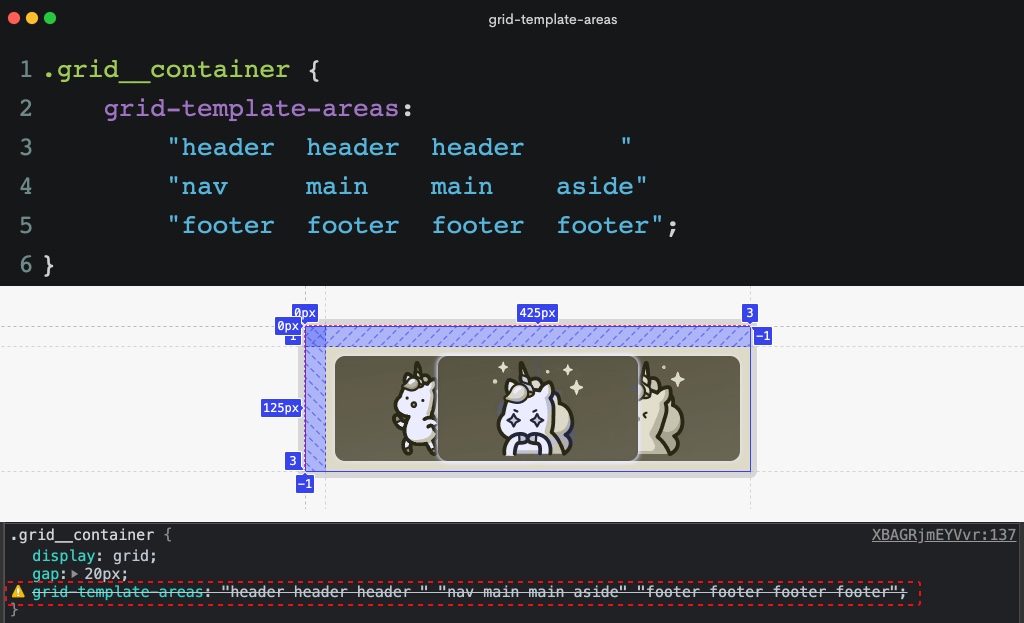 grid-template-areas
1 .grid__container {
2 grid-template-areas:
3 "header header header "
4 "nav main main aside"
5 "footer footer footer footer";
6 }
0px 425px 3
0px
1 -1
125px
3
-1
.grid__container { XBAGRjmEYVvr:137
display: grid;
gap: 20px;
grid-template-areas: "header header header " "nav main main aside" "footer footer footer footer";
}